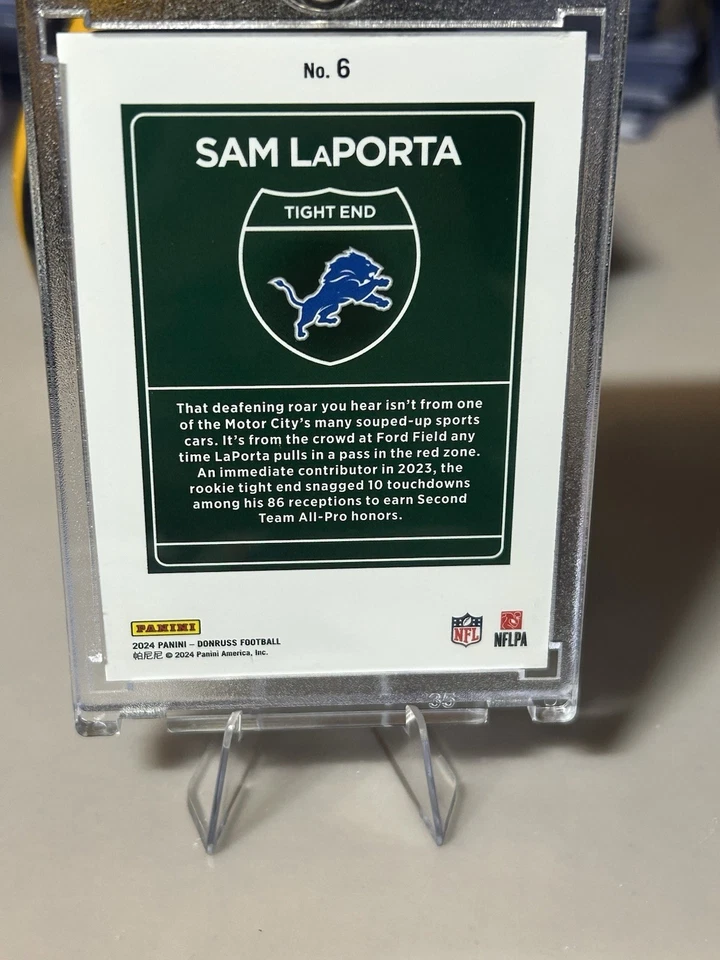 No. 6
SAM LaPORTA
TIGHT END
That deafening roar you hear isn't from one
of the Motor City's many souped-up sports
cars. It's from the crowd at Ford Field any
time LaPorta pulls in a pass in the red zone.
An immediate contributor in 2023, the
rookie tight end snagged 10 touchdowns
among his 86 receptions to earn Second
Team All-Pro honors.
PANINI
2024 PANINI – DONRUSS FOOTBALL
帕尼尼 © 2024 Panini America, Inc.
NFL
NFLPA
35